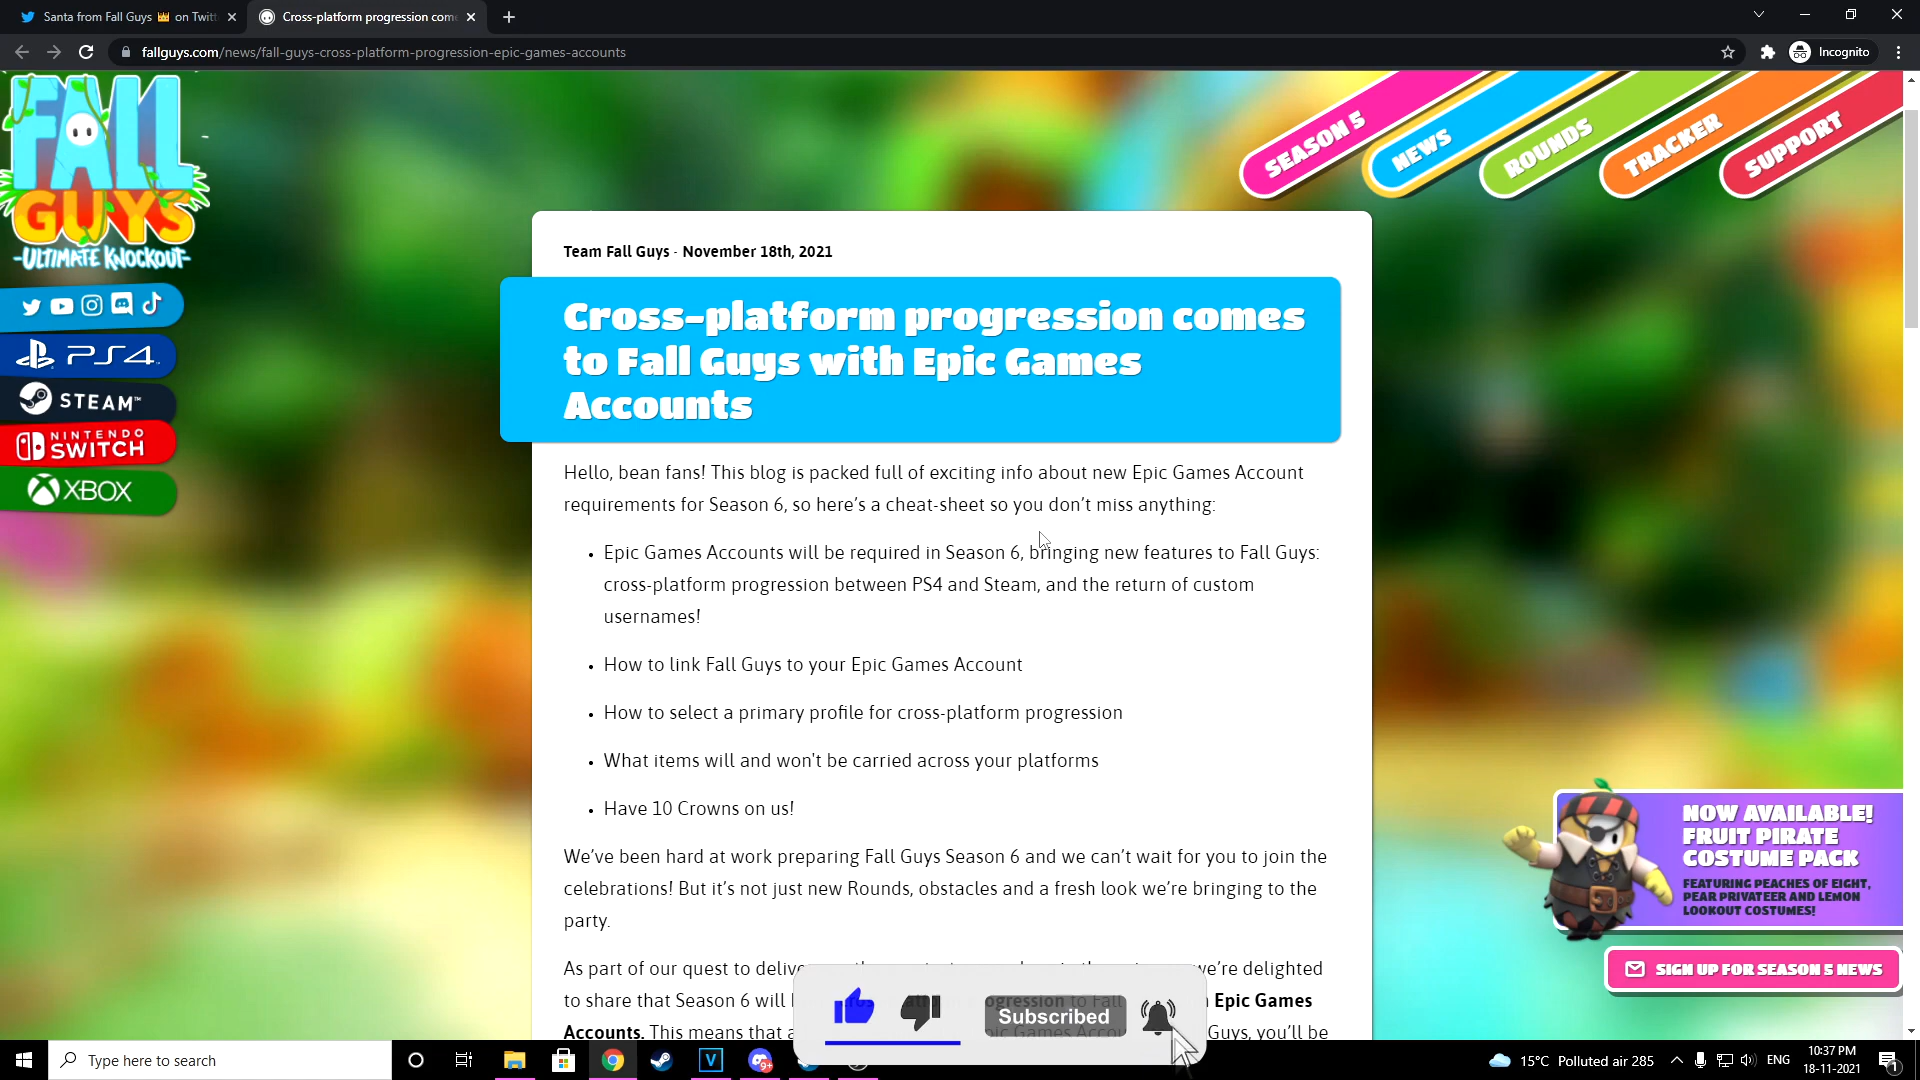 Santa from Fall Guys 👑 on Twitt
Cross-platform progression com
fallguys.com/news/fall-guys-cross-platform-progression-epic-games-accounts
Incognito
FALL
GUYS
-ULTIMATE KNOCKOUT-
SEASON 5
NEWS
ROUNDS
TRACKER
SUPPORT
PS4
STEAM™
NINTENDO
SWITCH
XBOX
Team Fall Guys - November 18th, 2021
Cross-platform progression comes
to Fall Guys with Epic Games
Accounts
Hello, bean fans! This blog is packed full of exciting info about new Epic Games Account
requirements for Season 6, so here’s a cheat-sheet so you don’t miss anything:
• Epic Games Accounts will be required in Season 6, bringing new features to Fall Guys:
cross-platform progression between PS4 and Steam, and the return of custom
usernames!
• How to link Fall Guys to your Epic Games Account
• How to select a primary profile for cross-platform progression
• What items will and won't be carried across your platforms
• Have 10 Crowns on us!
We’ve been hard at work preparing Fall Guys Season 6 and we can’t wait for you to join the
celebrations! But it’s not just new Rounds, obstacles and a fresh look we’re bringing to the
party.
As part of our quest to we’re delighted
to share that Season 6 will Epic Games
Accounts. This means that Guys, you’ll be
Subscribed
NOW AVAILABLE!
FRUIT PIRATE
COSTUME PACK
FEATURING PEACHES OF EIGHT,
PEAR PRIVATEER AND LEMON
LOOKOUT COSTUMES!
SIGN UP FOR SEASON 5 NEWS
Type here to search
V
9+
15°C Polluted air 285
ENG
10:37 PM
18-11-2021
1